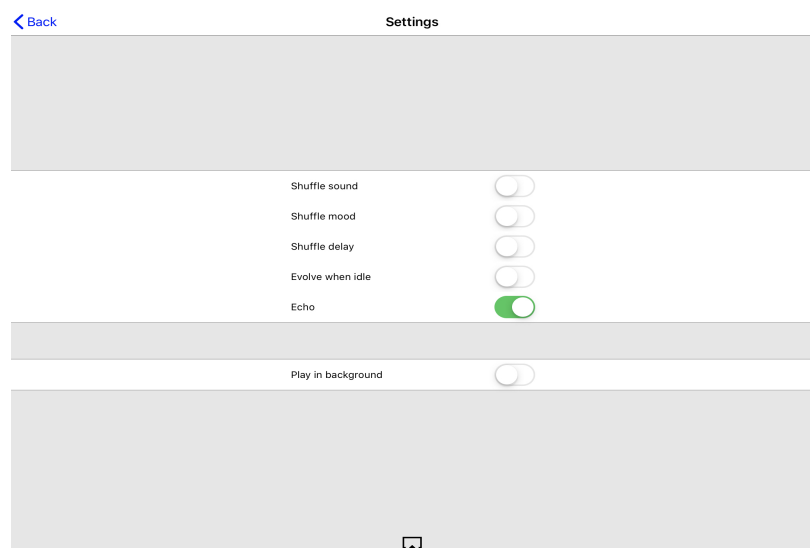 Back
Settings
Shuffle sound
Shuffle mood
Shuffle delay
Evolve when idle
Echo
Play in background